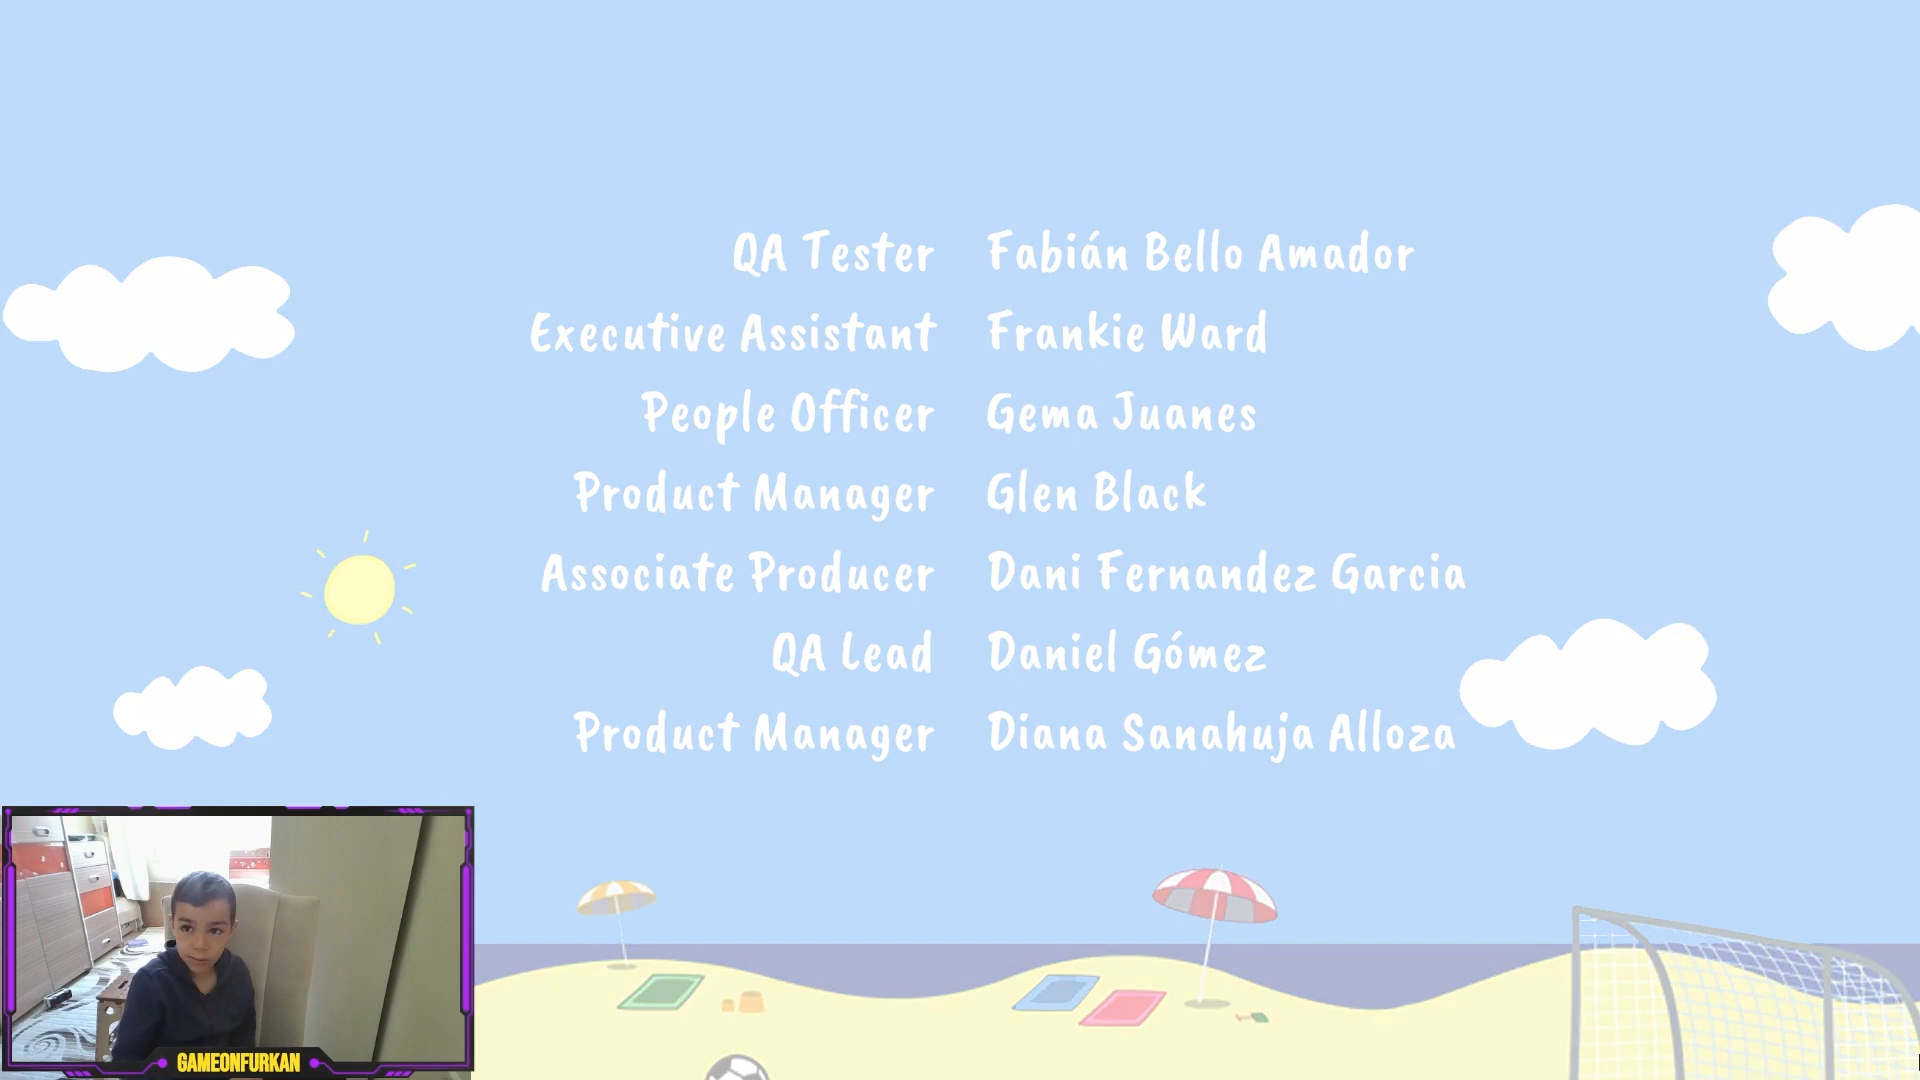 QA Tester Fabián Bello Amador
Executive Assistant Frankie Ward
People Officer Gema Juanes
Product Manager Glen Black
Associate Producer Dani Fernandez Garcia
QA Lead Daniel Gómez
Product Manager Diana Sanahuja Alloza
GAMEONFURKAN